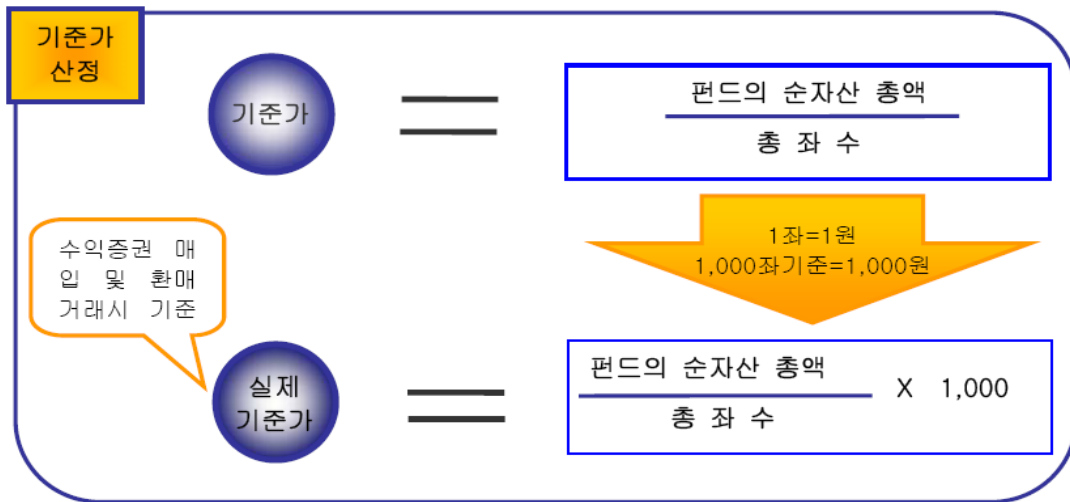 기준가
산정
기준가
펀드의 순자산 총액
총 좌 수
1좌=1원
1,000좌기준=1,000원
수익증권 매
입 및 환매
거래시 기준
실제
기준가
펀드의 순자산 총액
총 좌 수
X 1,000